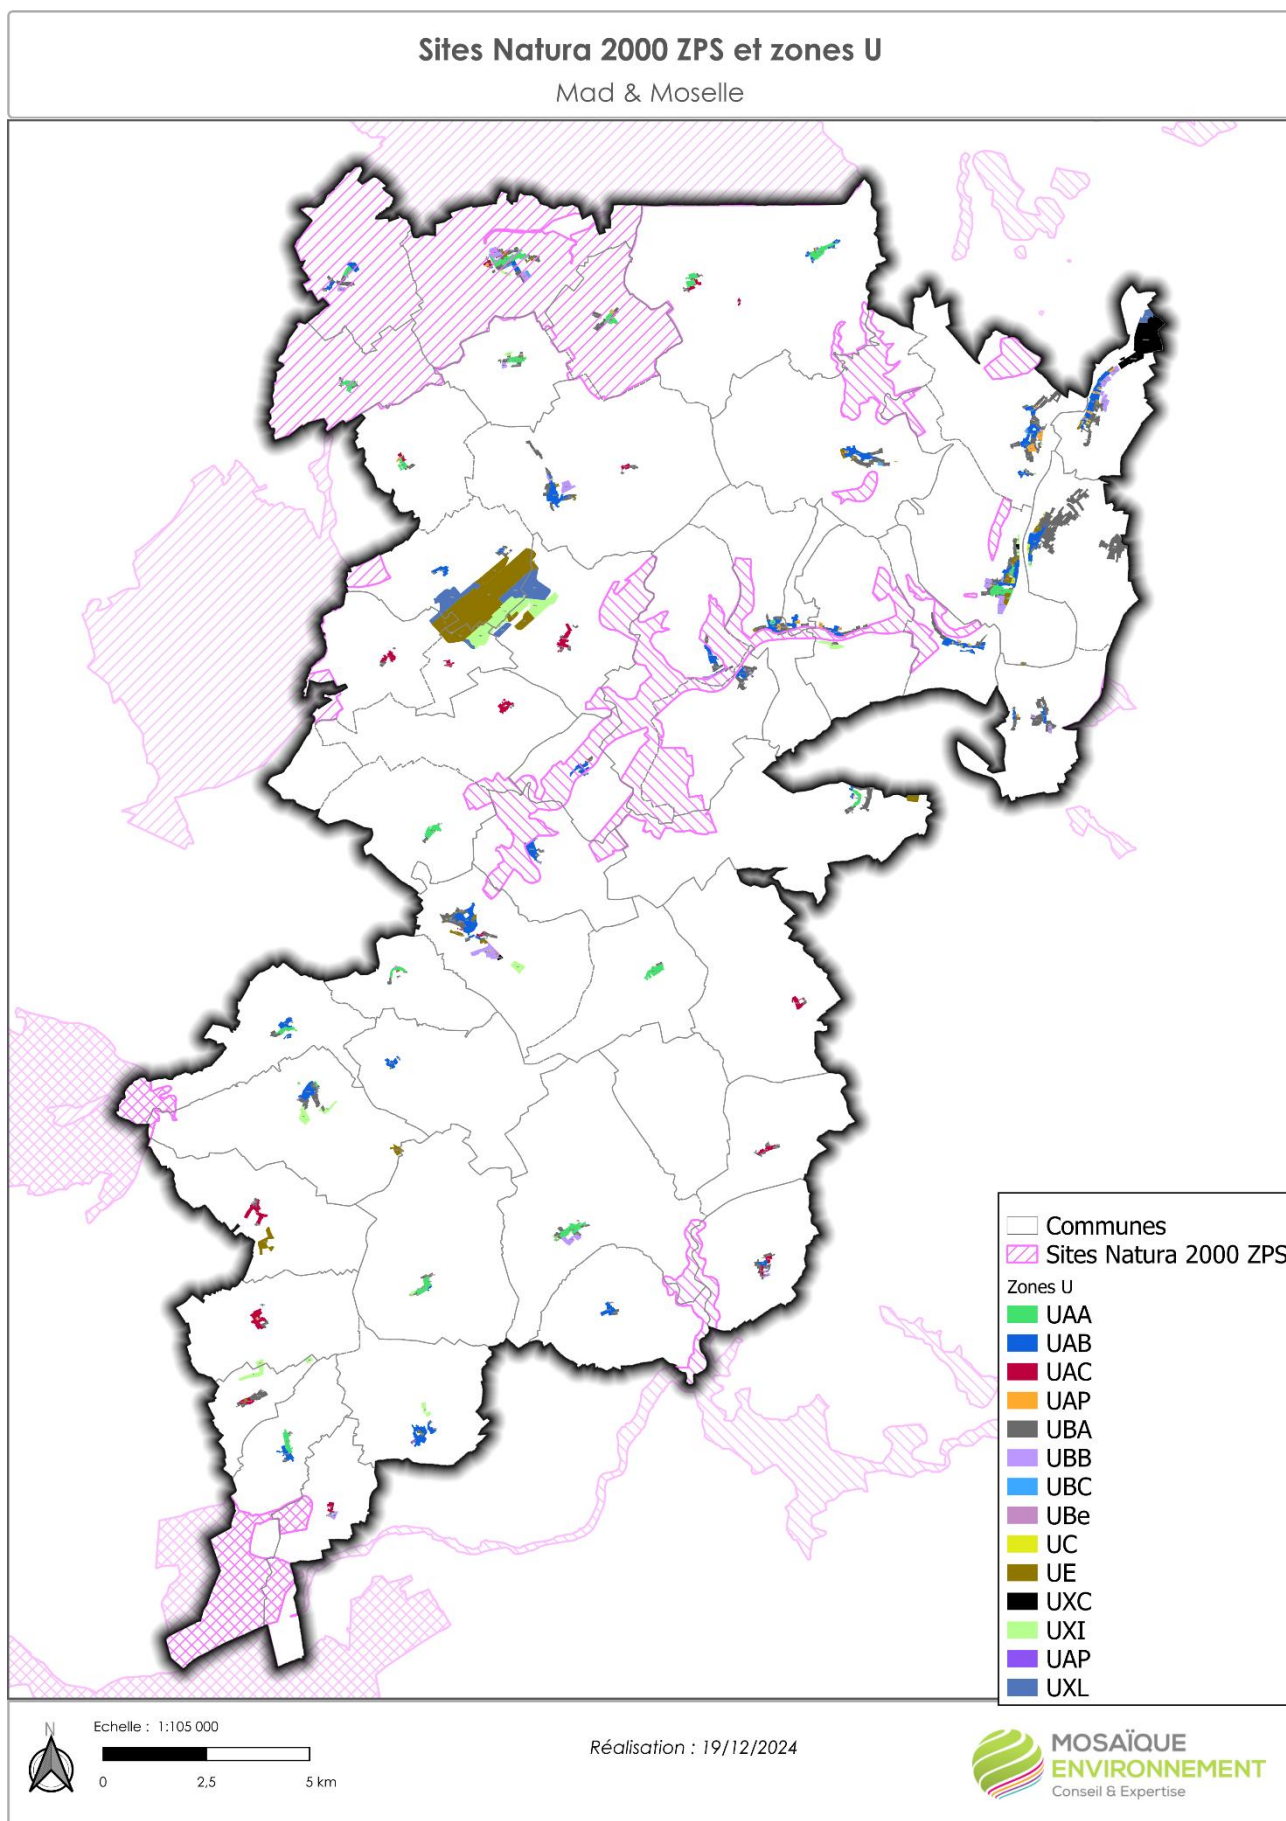 Sites Natura 2000 ZPS et zones U
Mad & Moselle
Communes
Sites Natura 2000 ZPS
Zones U
UAA
UAB
UAC
UAP
UBA
UBB
UBC
UBe
UC
UE
UXC
UXI
UAP
UXL
N
Echelle : 1:105 000
0 2,5 5 km
Réalisation : 19/12/2024
MOSAÏQUE
ENVIRONNEMENT
Conseil & Expertise